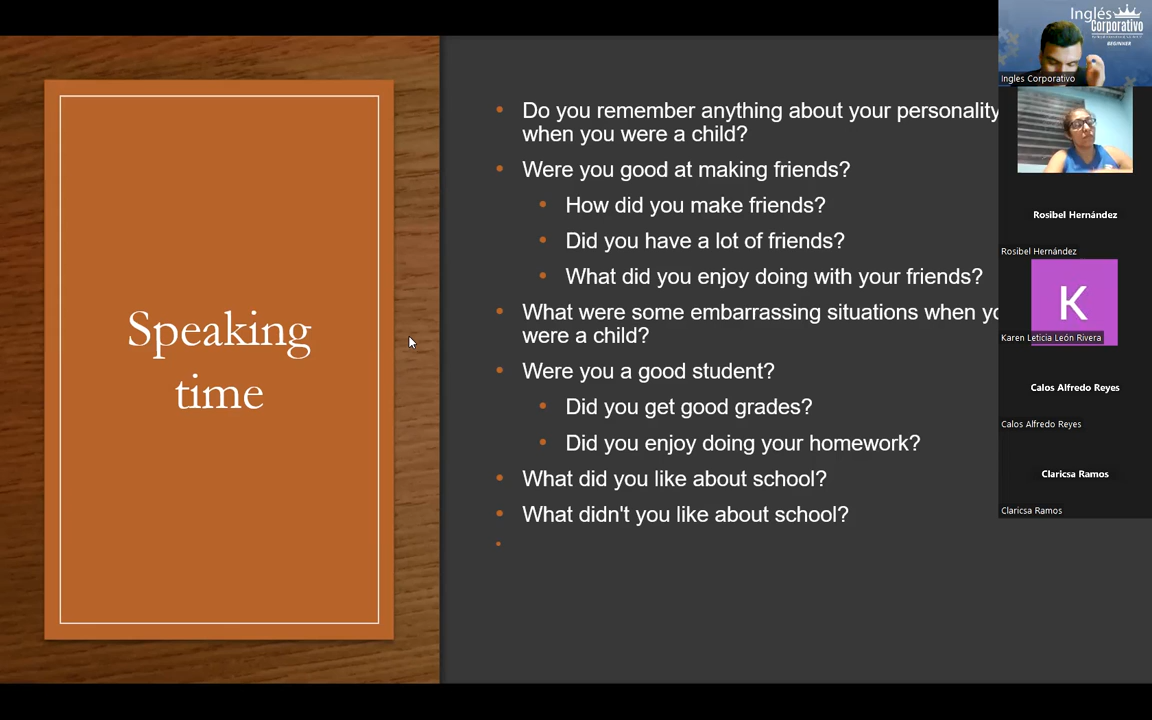 Speaking
time
Do you remember anything about your personality
when you were a child?
Were you good at making friends?
How did you make friends?
Did you have a lot of friends?
What did you enjoy doing with your friends?
What were some embarrassing situations when yo
were a child?
Were you a good student?
Did you get good grades?
Did you enjoy doing your homework?
What did you like about school?
What didn't you like about school?
Inglés
Corporativo
BEGINNER
Ingles Corporativo
Rosibel Hernández
Rosibel Hernández
K
Karen Leticia León Rivera
Calos Alfredo Reyes
Calos Alfredo Reyes
Claricsa Ramos
Claricsa Ramos